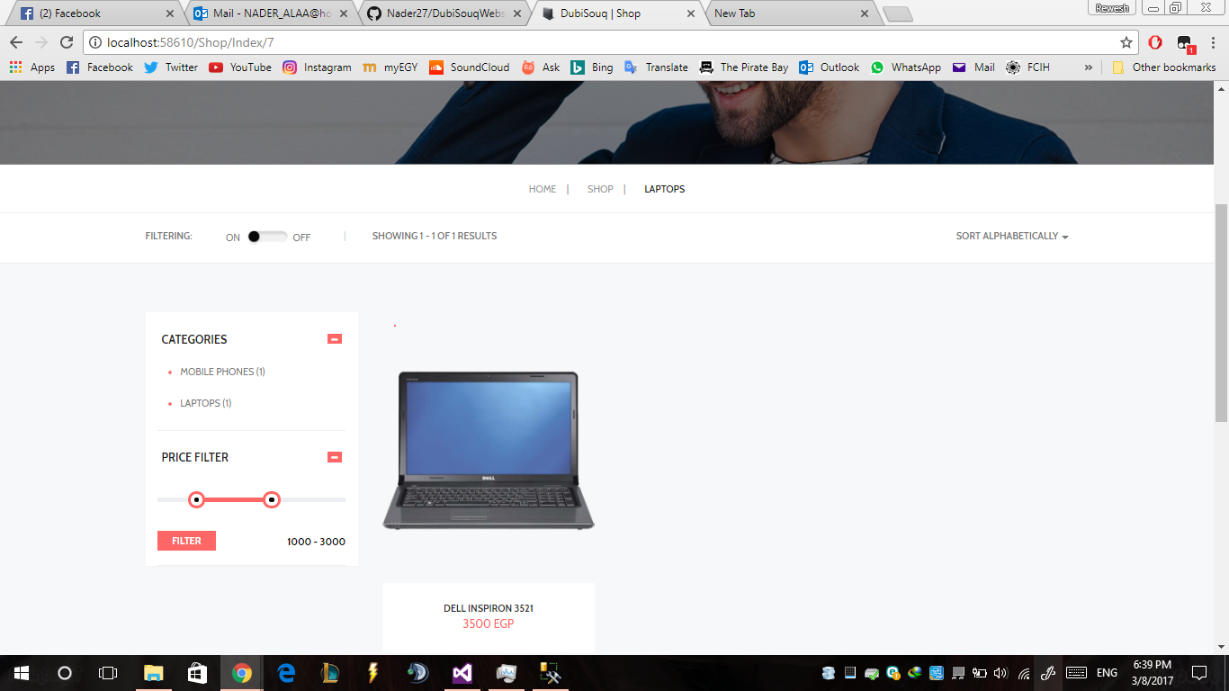 (2) Facebook
Mail - NADER_ALAA@ho
Nader27/DubiSouqWebs
DubiSouq | Shop
New Tab
Rewesh
localhost:58610/Shop/Index/7
1
Apps
Facebook
Twitter
YouTube
Instagram
myEGY
SoundCloud
Ask
Bing
Translate
The Pirate Bay
Outlook
WhatsApp
Mail
FCIH
»
Other bookmarks
HOME | SHOP | LAPTOPS
FILTERING: ON OFF | SHOWING 1 - 1 OF 1 RESULTS
SORT ALPHABETICALLY
CATEGORIES
MOBILE PHONES (1)
LAPTOPS (1)
PRICE FILTER
FILTER
1000 - 3000
DELL
DELL INSPIRON 3521
3500 EGP
ENG
6:39 PM
3/8/2017